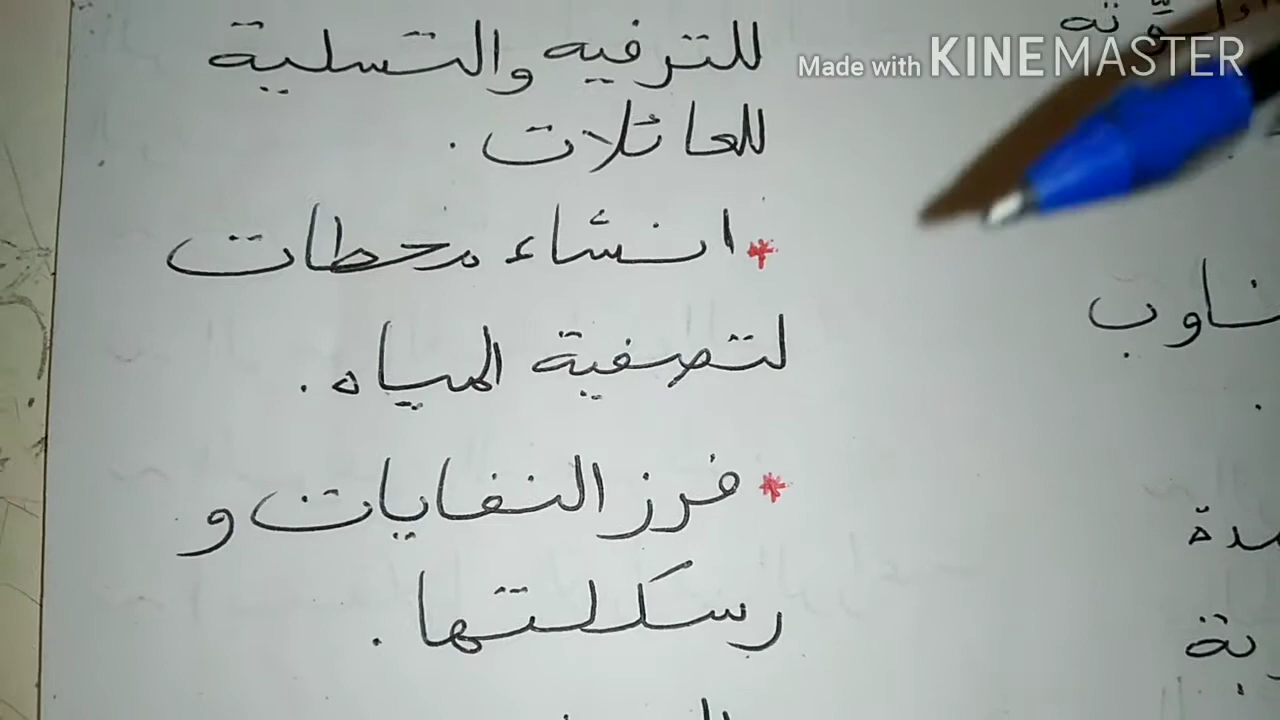 Made with KINEMASTER
للترفيه والتسلية
للعائلات .
* انشاء محطات
لتصفية المياه .
* فرز النفايات و
رسكلتها .